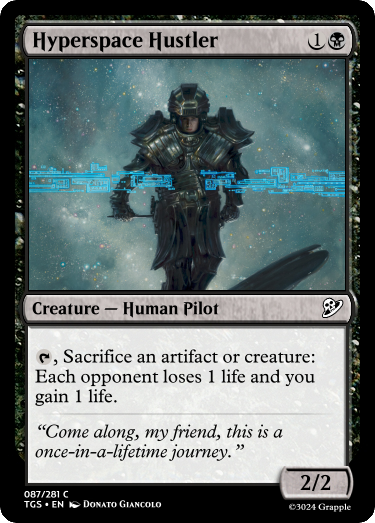 Hyperspace Hustler 1
Creature — Human Pilot
, Sacrifice an artifact or creature:
Each opponent loses 1 life and you
gain 1 life.
“Come along, my friend, this is a
once-in-a-lifetime journey.”
2/2
087/281 C
TGS • EN Donato Giancolo
©3024 Grapple